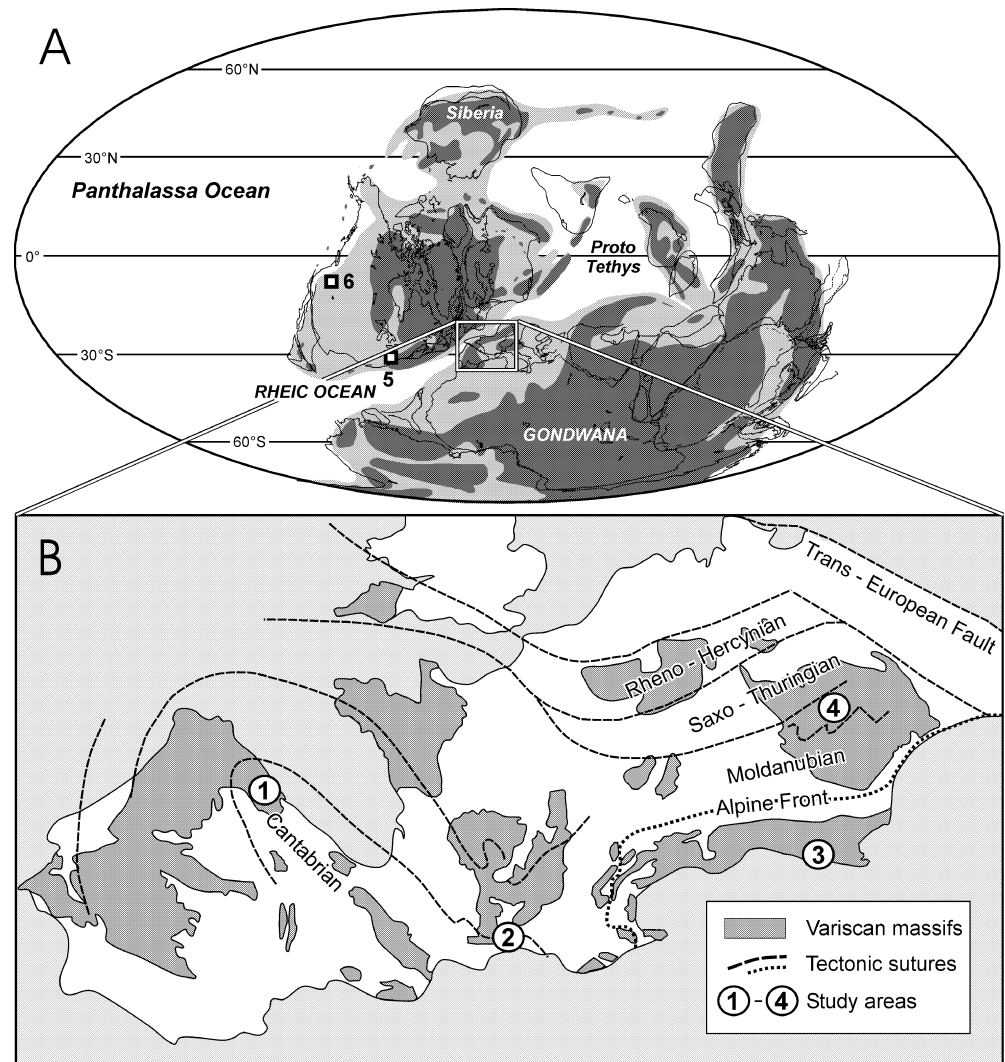 A
60°N
Siberia
30°N
Panthalassa Ocean
Proto
Tethys
0°
6
30°S
5
RHEIC OCEAN
GONDWANA
60°S
B
Trans - European Fault
Rheno - Hercynian
Saxo - Thuringian
4
Moldanubian
1
Alpine Front
Cantabrian
3
2
Variscan massifs
Tectonic sutures
1 - 4 Study areas